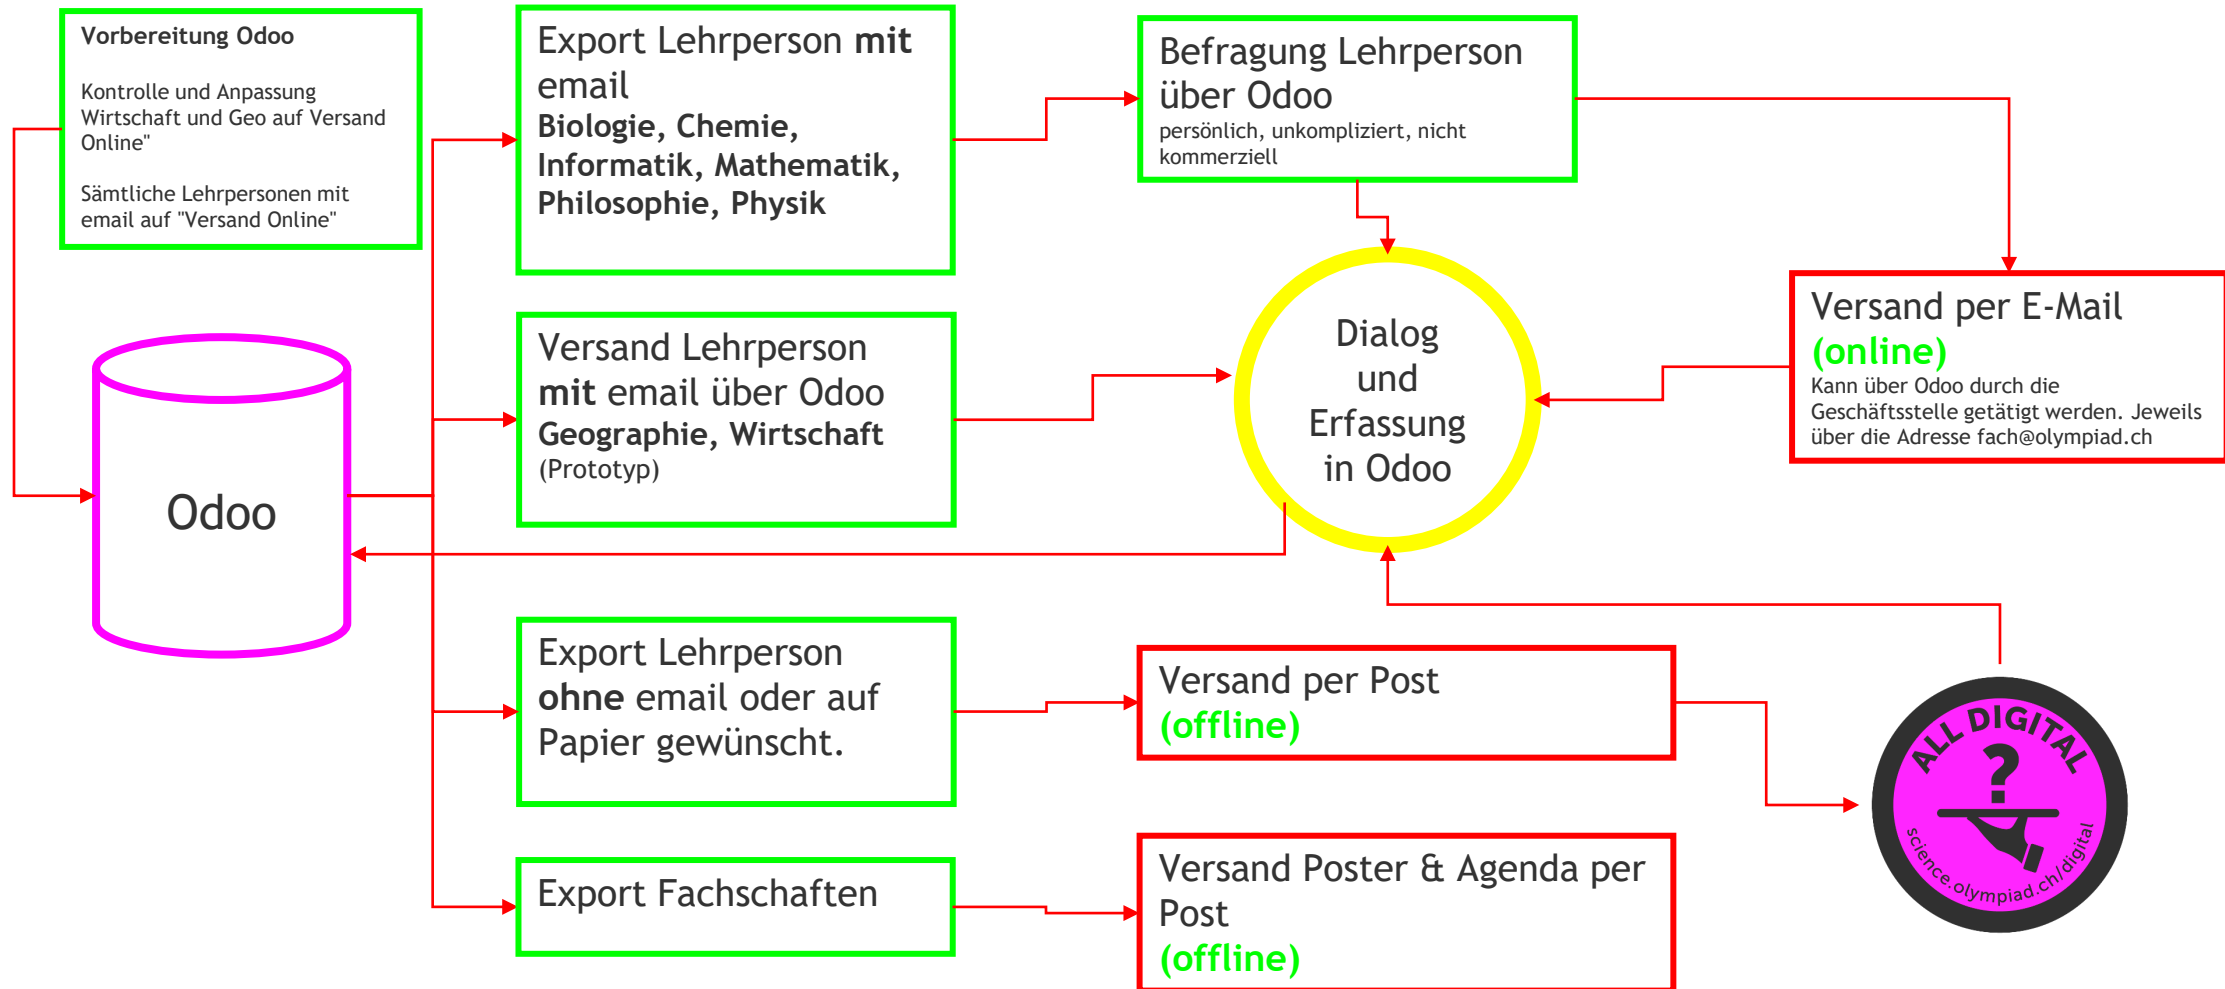 Vorbereitung Odoo
Kontrolle und Anpassung
Wirtschaft und Geo auf Versand
Online"
Sämtliche Lehrpersonen mit
email auf "Versand Online"
Odoo
Export Lehrperson mit
email
Biologie, Chemie,
Informatik, Mathematik,
Philosophie, Physik
Versand Lehrperson
mit email über Odoo
Geographie, Wirtschaft
(Prototyp)
Export Lehrperson
ohne email oder auf
Papier gewünscht.
Export Fachschaften
Befragung Lehrperson
über Odoo
persönlich, unkompliziert, nicht
kommerziell
Dialog
und
Erfassung
in Odoo
Versand per E-Mail
(online)
Kann über Odoo durch die
Geschäftsstelle getätigt werden. Jeweils
über die Adresse fach@olympiad.ch
Versand per Post
(offline)
Versand Poster & Agenda per
Post
(offline)
ALL DIGITAL
?
science.olympiad.ch/digital